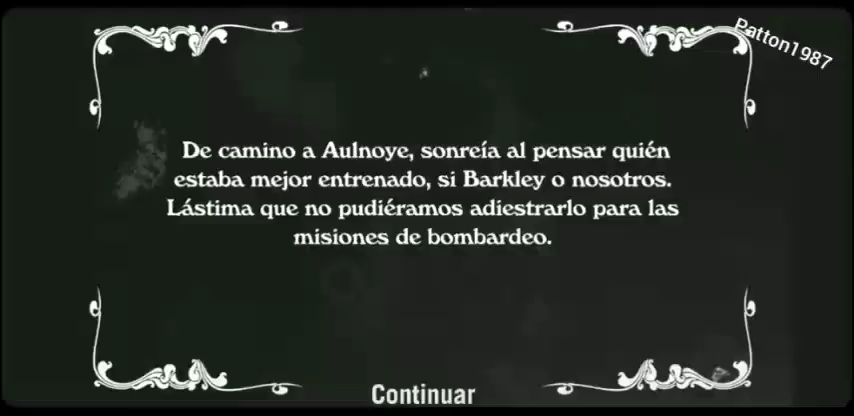 Patton1987
De camino a Aulnoye, sonreía al pensar quién
estaba mejor entrenado, si Barkley o nosotros.
Lástima que no pudiéramos adiestrarlo para las
misiones de bombardeo.
Continuar